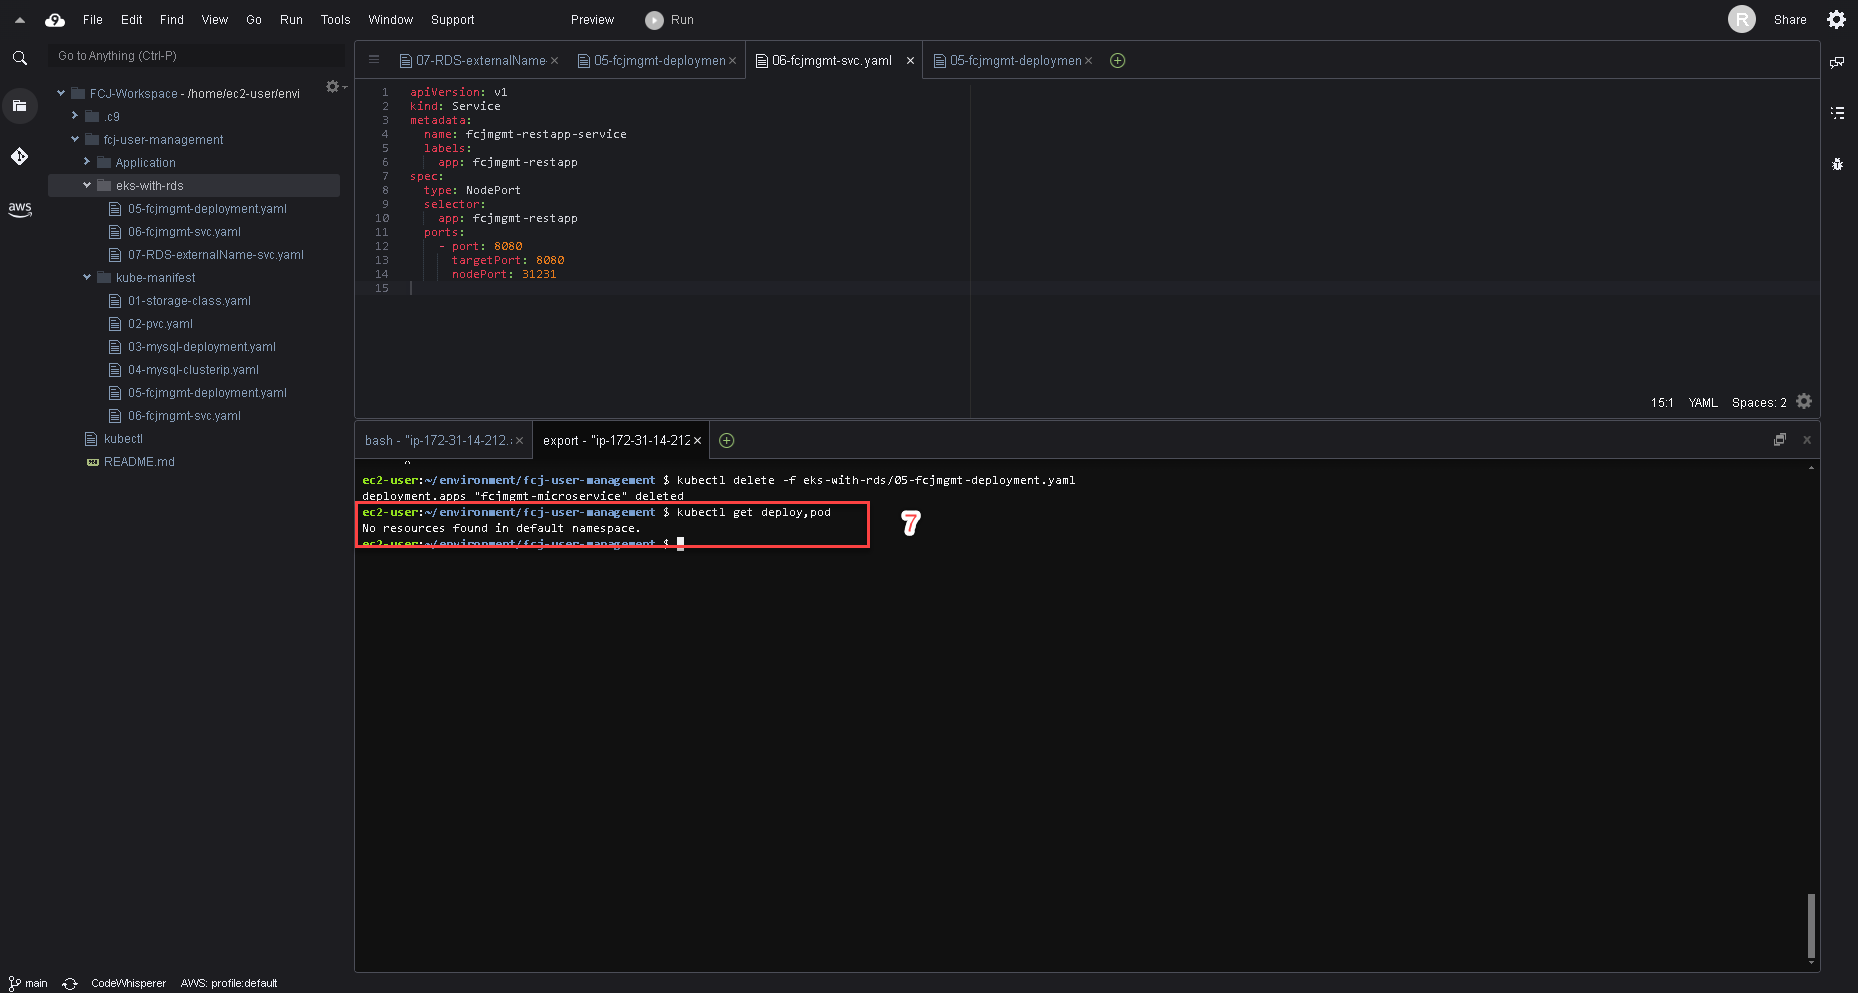 File Edit Find View Go Run Tools Window Support Preview Run R Share
Go to Anything (Ctrl-P)
FCJ-Workspace - /home/ec2-user/envi
.c9
fcj-user-management
Application
eks-with-rds
05-fcjmgmt-deployment.yaml
06-fcjmgmt-svc.yaml
07-RDS-externalName-svc.yaml
kube-manifest
01-storage-class.yaml
02-pvc.yaml
03-mysql-deployment.yaml
04-mysql-clusterip.yaml
05-fcjmgmt-deployment.yaml
06-fcjmgmt-svc.yaml
kubectl
README.md
aws
07-RDS-externalName 05-fcjmgmt-deploymen 06-fcjmgmt-svc.yaml 05-fcjmgmt-deploymen
1 apiVersion: v1
2 kind: Service
3 metadata:
4 name: fcjmgmt-restapp-service
5 labels:
6 app: fcjmgmt-restapp
7 spec:
8 type: NodePort
9 selector:
10 app: fcjmgmt-restapp
11 ports:
12 - port: 8080
13 targetPort: 8080
14 nodePort: 31231
15
15:1 YAML Spaces: 2
bash - "ip-172-31-14-212. export - "ip-172-31-14-212
ec2-user:~/environment/fcj-user-management $ kubectl delete -f eks-with-rds/05-fcjmgmt-deployment.yaml
deployment.apps "fcjmgmt-microservice" deleted
ec2-user:~/environment/fcj-user-management $ kubectl get deploy,pod
No resources found in default namespace.
ec2-user:~/environment/fcj-user-management $
7
main CodeWhisperer AWS: profile:default